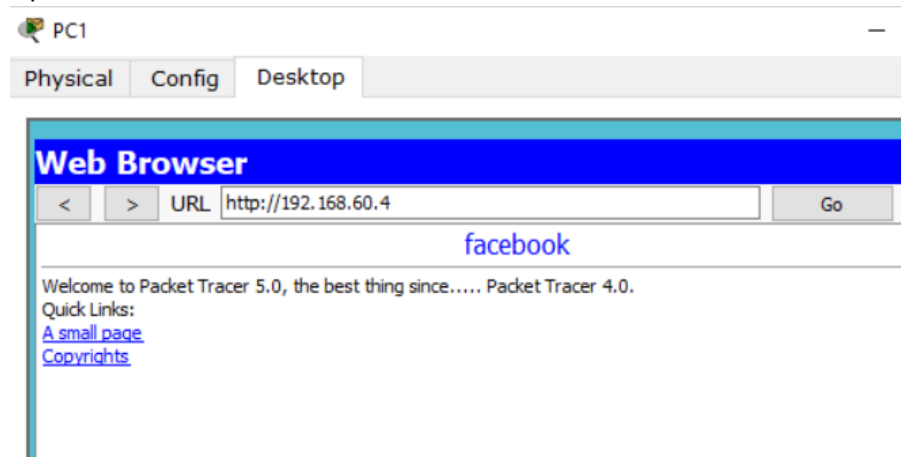 PC1
Physical Config Desktop
Web Browser
< > URL http://192.168.60.4 Go
facebook
Welcome to Packet Tracer 5.0, the best thing since..... Packet Tracer 4.0.
Quick Links:
A small page
Copyrights